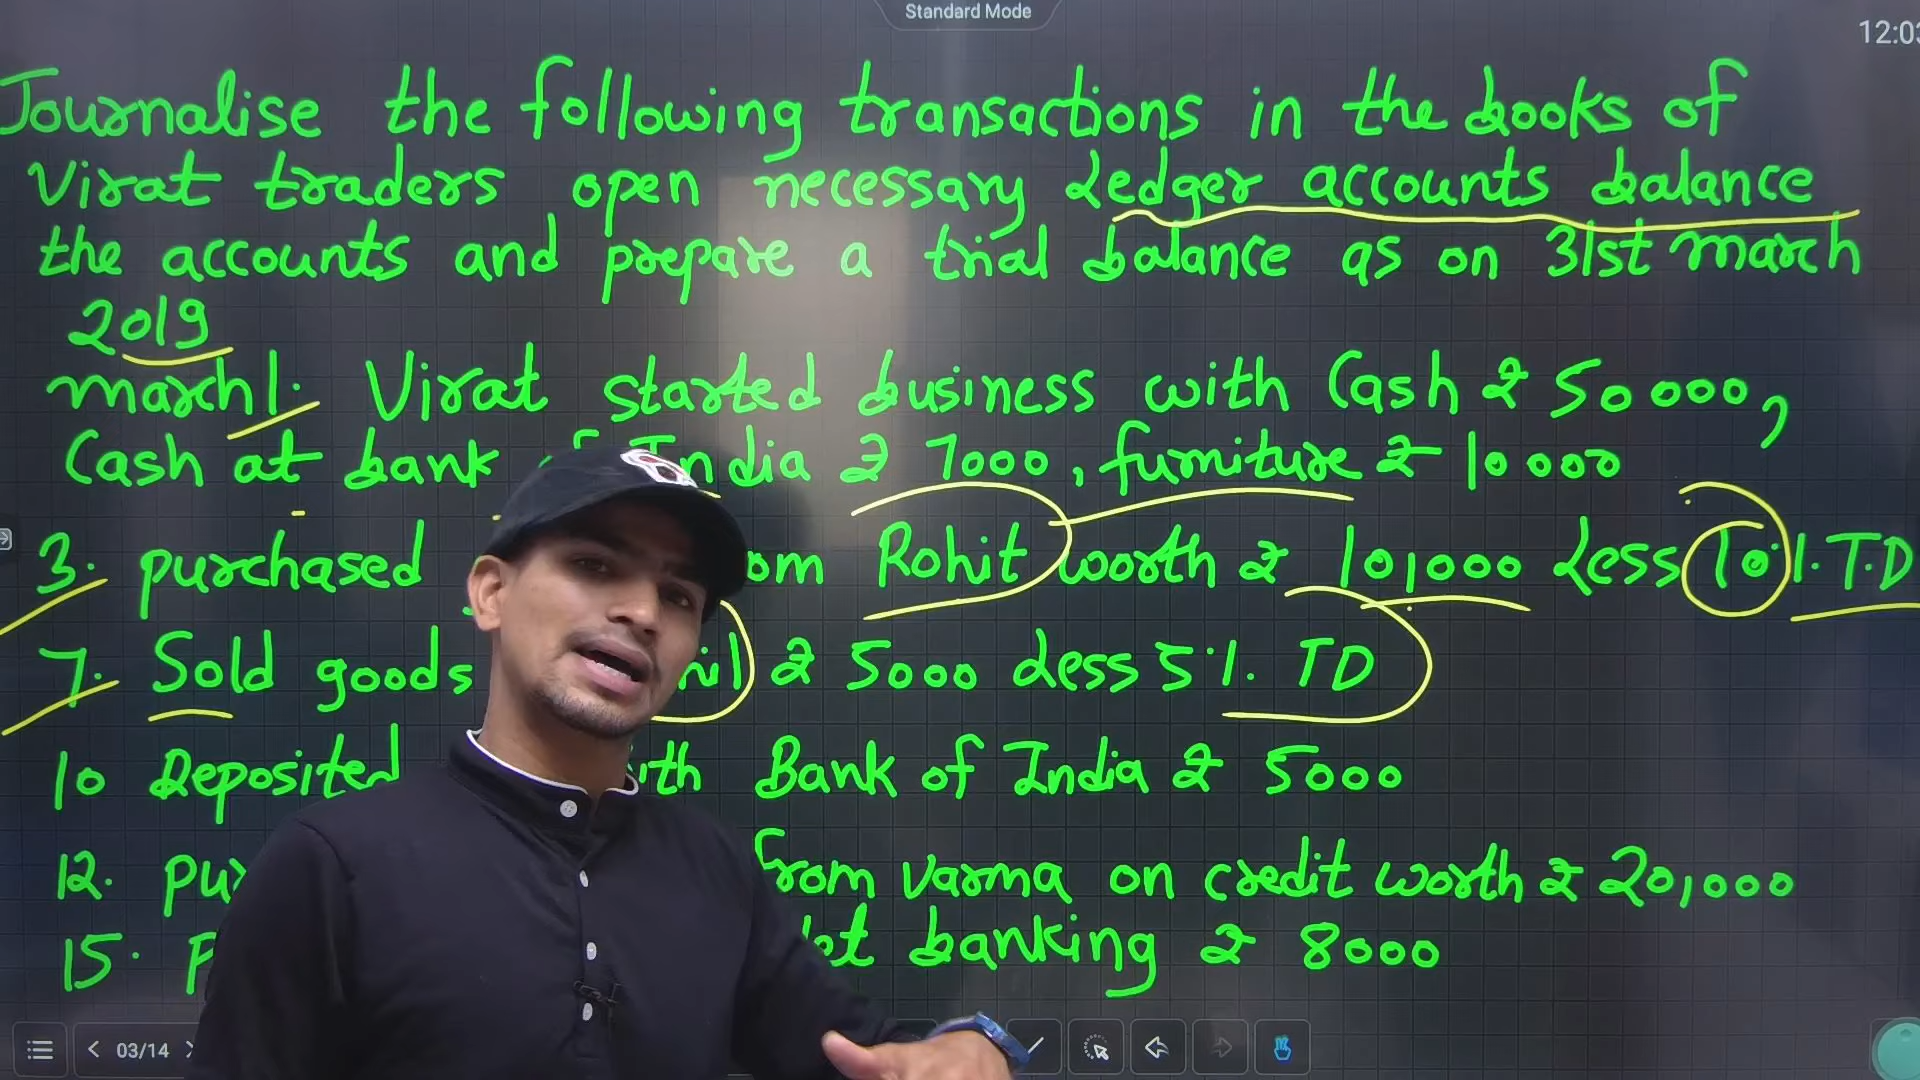 Standard Mode
12:03
Journalise the following transactions in the books of
Virat traders open necessary Ledger accounts balance
the accounts and prepare a trial balance as on 31st march
2019
march 1. Virat started business with Cash ₹ 50000,
Cash at bank of India ₹ 7000, furniture ₹ 10000
3. purchased Rohit worth ₹ 10,000 Less 10%. T.D
7. Sold goods ₹ 5000 Less 5%. TD
10 Deposited Bank of India ₹ 5000
12. from varma on credit worth ₹ 20,000
15. banking ₹ 8000
03/14